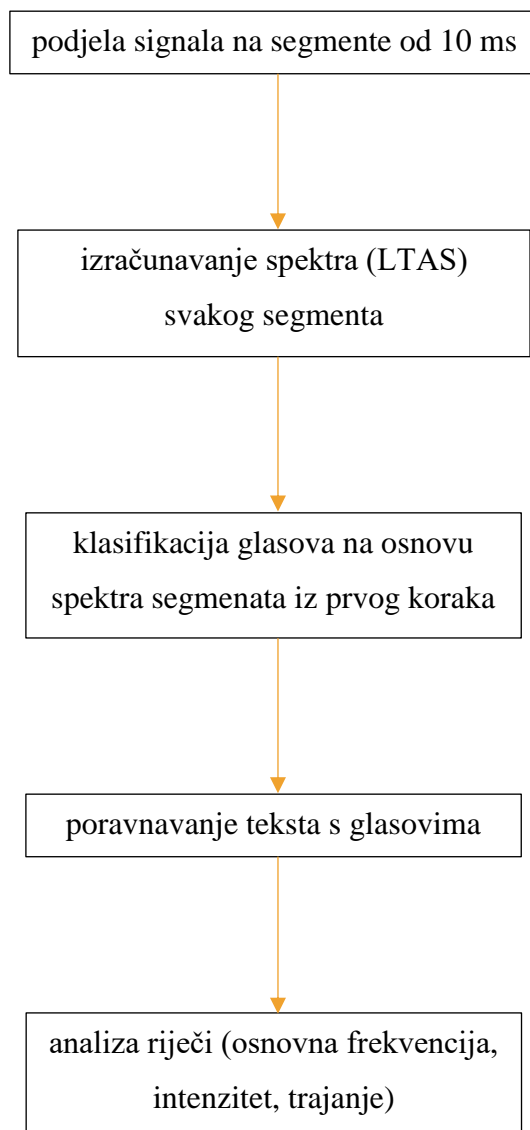 podjela signala na segmente od 10 ms
izračunavanje spektra (LTAS)
svakog segmenta
klasifikacija glasova na osnovu
spektra segmenata iz prvog koraka
poravnavanje teksta s glasovima
analiza riječi (osnovna frekvencija,
intenzitet, trajanje)